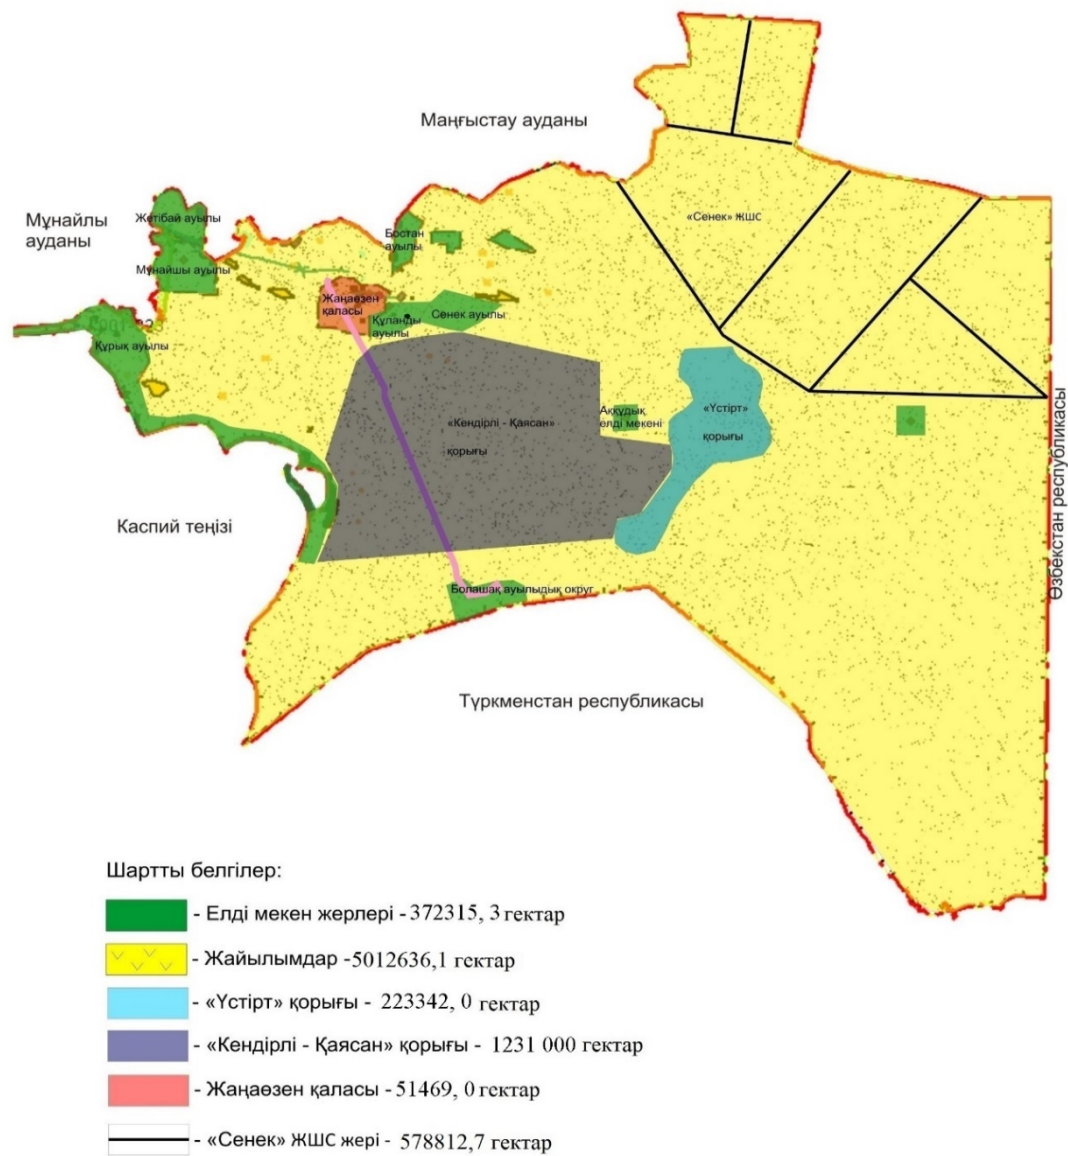 Маңғыстау ауданы
Мұнайлы
ауданы
Жетібай ауылы
Бостан
ауылы
«Сенек» ЖШС
Мұнайшы ауылы
Жаңаөзен
қаласы
Құланды
ауылы
Сенек ауылы
Құрық ауылы
Аққұдық
елді мекені
«Үстірт»
қорығы
«Кендірлі - Қаясан»
қорығы
Өзбекстан республикасы
Каспий теңізі
Болашақ ауылыдық округ
Түркменстан республикасы
Шартты белгілер:
- Елді мекен жерлері - 372315, 3 гектар
- Жайылымдар -5012636,1 гектар
- «Үстірт» қорығы - 223342, 0 гектар
- «Кендірлі - Қаясан» қорығы - 1231 000 гектар
- Жаңаөзен қаласы - 51469, 0 гектар
- «Сенек» ЖШС жері - 578812,7 гектар